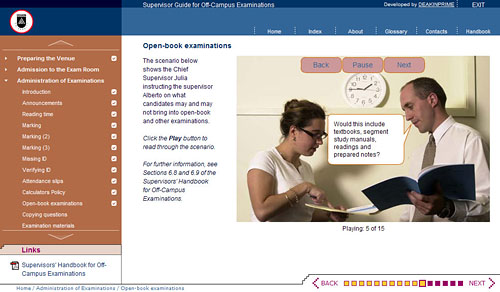 Supervisor Guide for Off-Campus Examinations
Developed by DEAKINPRIME
EXIT
Home
Index
About
Glossary
Contacts
Handbook
Preparing the Venue
Admission to the Exam Room
Administration of Examinations
Introduction
Announcements
Reading time
Marking
Marking (2)
Marking (3)
Missing ID
Verifying ID
Attendance slips
Calculators Policy
Open-book examinations
Copying questions
Examination materials
Links
Supervisors' Handbook for Off-
Campus Examinations
Open-book examinations
The scenario below
shows the Chief
Supervisor Julia
instructing the supervisor
Alberto on what
candidates may and may
not bring into open-book
and other examinations.
Click the Play button to
read through the scenario.
For further information, see
Sections 6.8 and 6.9 of the
Supervisors' Handbook
for Off-Campus
Examinations.
Back
Pause
Next
Would this include
textbooks, segment
study manuals,
readings and
prepared notes?
Playing: 5 of 15
BACK
NEXT
Home / Administration of Examinations / Open-book examinations